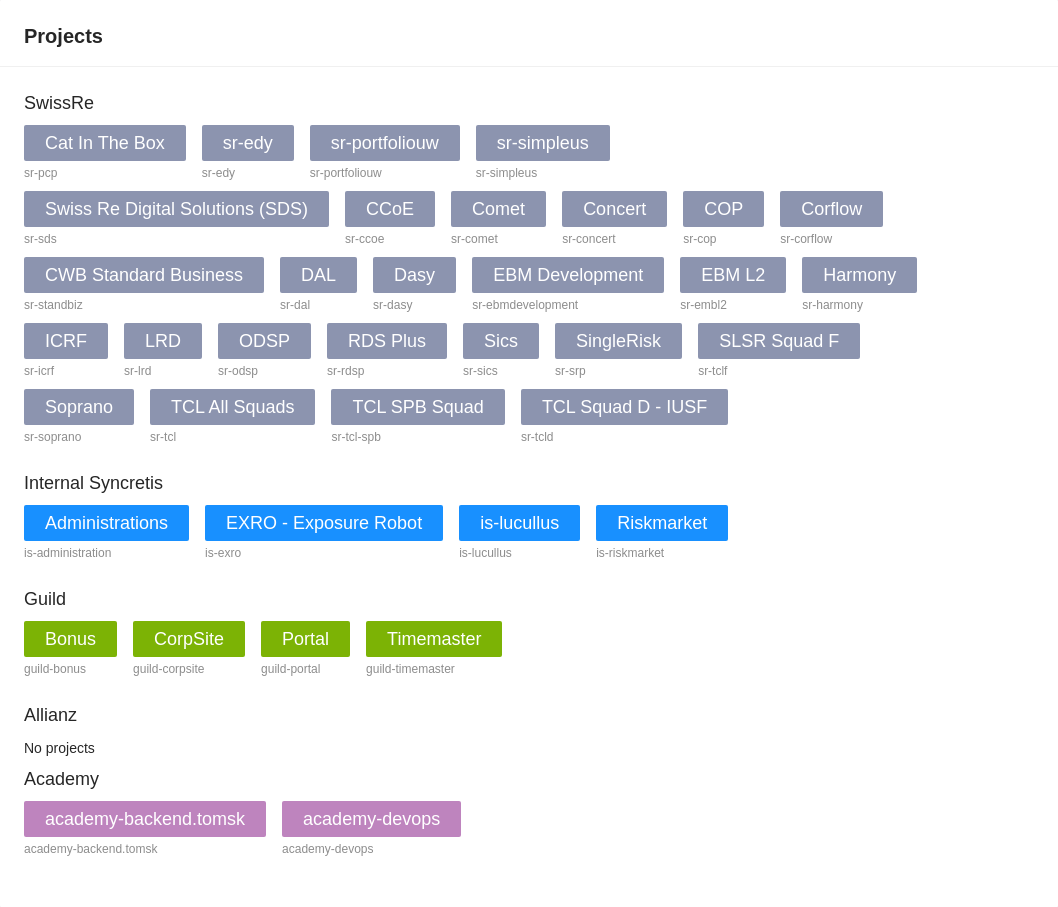 Projects
SwissRe
Cat In The Box sr-edy sr-portfoliouw sr-simpleus
sr-pcp sr-edy sr-portfoliouw sr-simpleus
Swiss Re Digital Solutions (SDS) CCoE Comet Concert COP Corflow
sr-sds sr-ccoe sr-comet sr-concert sr-cop sr-corflow
CWB Standard Business DAL Dasy EBM Development EBM L2 Harmony
sr-standbiz sr-dal sr-dasy sr-ebmdevelopment sr-embl2 sr-harmony
ICRF LRD ODSP RDS Plus Sics SingleRisk SLSR Squad F
sr-icrf sr-lrd sr-odsp sr-rdsp sr-sics sr-srp sr-tclf
Soprano TCL All Squads TCL SPB Squad TCL Squad D - IUSF
sr-soprano sr-tcl sr-tcl-spb sr-tcld
Internal Syncretis
Administrations EXRO - Exposure Robot is-lucullus Riskmarket
is-administration is-exro is-lucullus is-riskmarket
Guild
Bonus CorpSite Portal Timemaster
guild-bonus guild-corpsite guild-portal guild-timemaster
Allianz
No projects
Academy
academy-backend.tomsk academy-devops
academy-backend.tomsk academy-devops